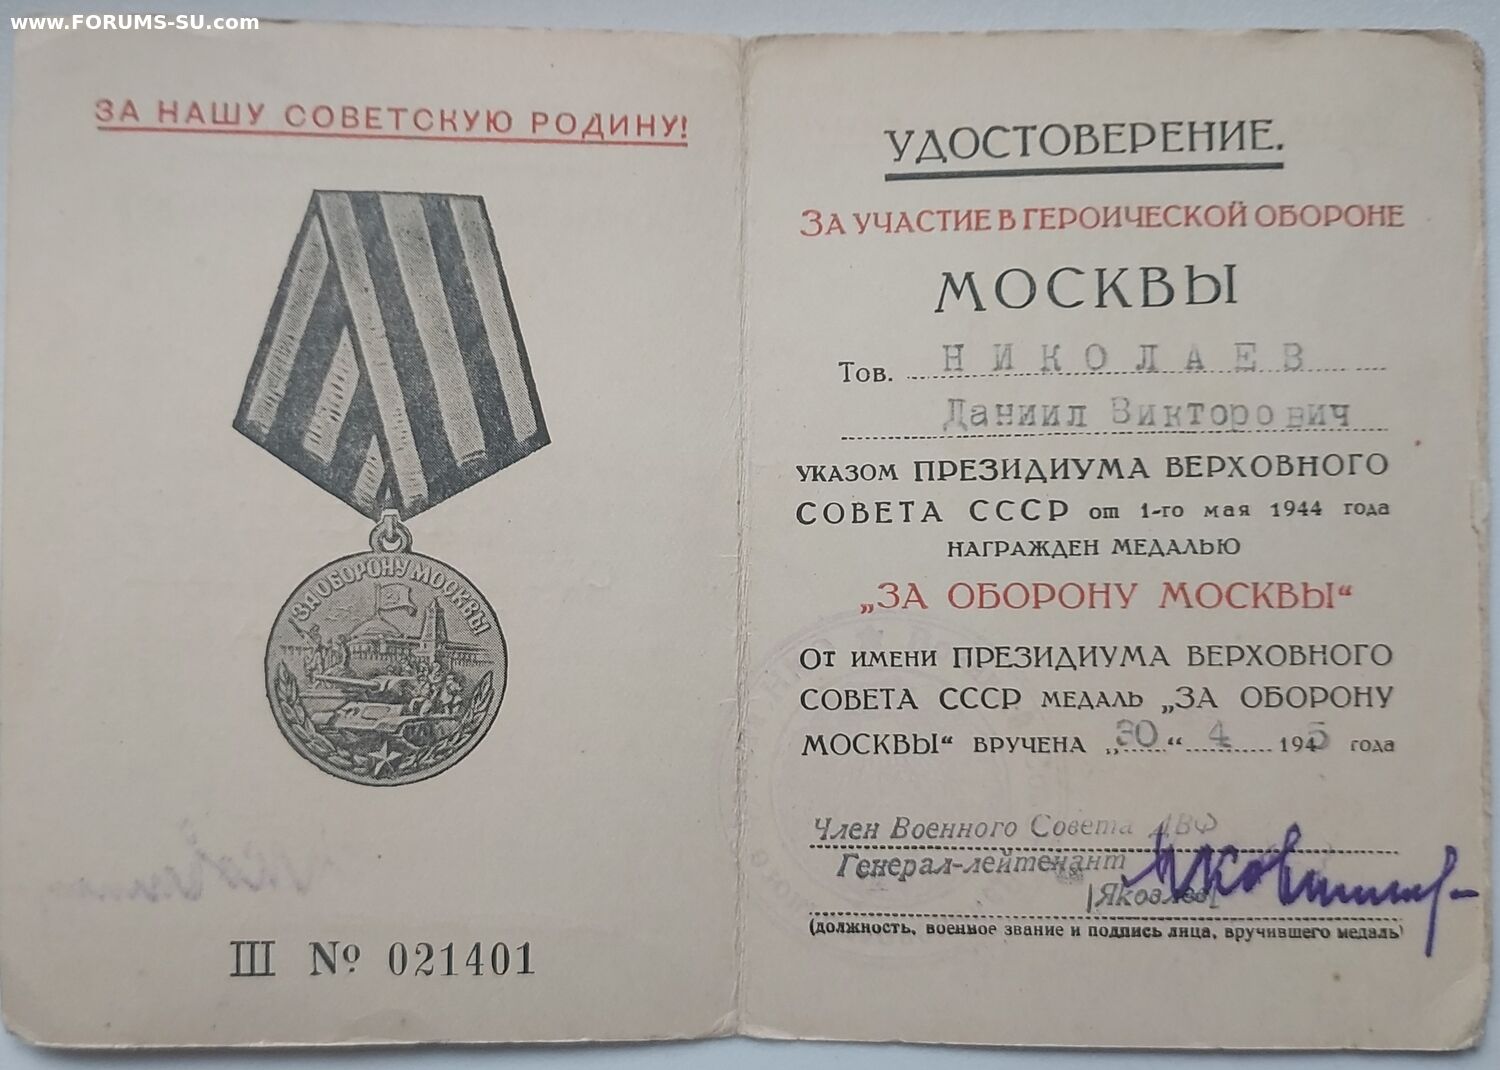 www.FORUMS-SU.com
ЗА НАШУ СОВЕТСКУЮ РОДИНУ!
ЗА ОБОРОНУ МОСКВЫ
III № 021401
УДОСТОВЕРЕНИЕ.
ЗА УЧАСТИЕ В ГЕРОИЧЕСКОЙ ОБОРОНЕ
МОСКВЫ
Тов. НИКОЛАЕВ
Даниил Викторович
УКАЗОМ ПРЕЗИДИУМА ВЕРХОВНОГО
СОВЕТА СССР от 1-го мая 1944 года
НАГРАЖДЕН МЕДАЛЬЮ
„ЗА ОБОРОНУ МОСКВЫ“
ОТ ИМЕНИ ПРЕЗИДИУМА ВЕРХОВНОГО
СОВЕТА СССР МЕДАЛЬ „ЗА ОБОРОНУ
МОСКВЫ“ ВРУЧЕНА „30“ 4 1945 года
Член Военного Совета ДВФ
Генерал-лейтенант
|Яковлев|
(должность, военное звание и подпись лица, вручившего медаль)